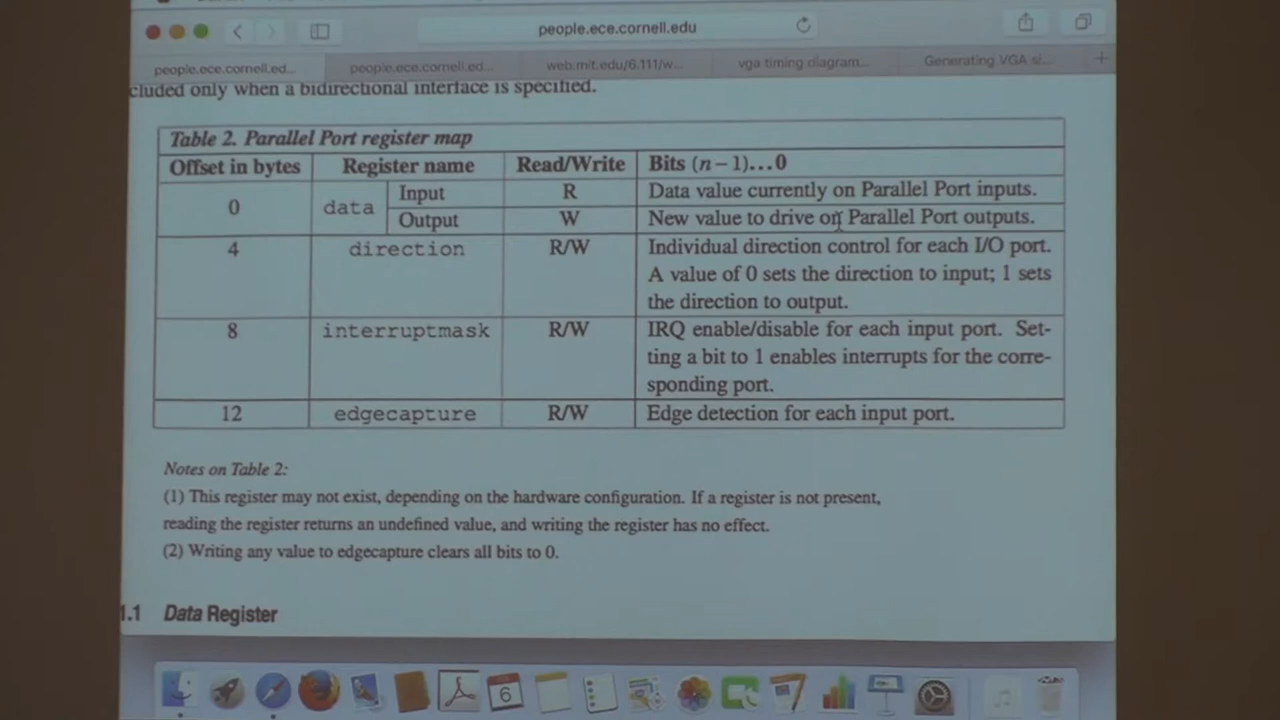 people.ece.cornell.edu
people.ece.cornell.ed...
people.ece.cornell.ed...
web.mit.edu/6.111/w...
vga timing diagram...
Generating VGA si...
cluded only when a bidirectional interface is specified.
Table 2. Parallel Port register map
Offset in bytes Register name Read/Write Bits (n−1)...0
0 data Input R Data value currently on Parallel Port inputs.
Output W New value to drive on Parallel Port outputs.
4 direction R/W Individual direction control for each I/O port.
A value of 0 sets the direction to input; 1 sets
the direction to output.
8 interruptmask R/W IRQ enable/disable for each input port. Set-
ting a bit to 1 enables interrupts for the corre-
sponding port.
12 edgecapture R/W Edge detection for each input port.
Notes on Table 2:
(1) This register may not exist, depending on the hardware configuration. If a register is not present,
reading the register returns an undefined value, and writing the register has no effect.
(2) Writing any value to edgecapture clears all bits to 0.
1.1 Data Register
6